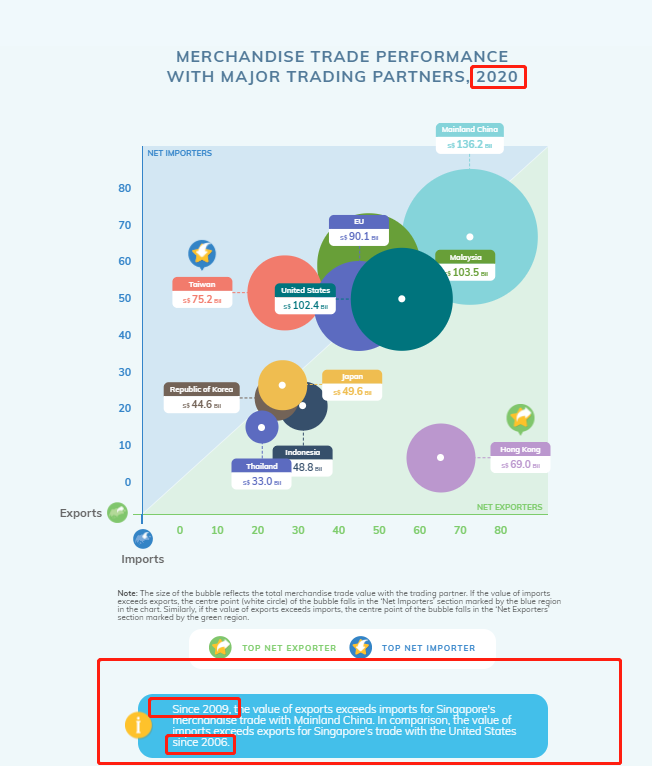 MERCHANDISE TRADE PERFORMANCE
WITH MAJOR TRADING PARTNERS, 2020
Mainland China
S$ 136.2 Bil
NET IMPORTERS
80
70
EU
S$ 90.1 Bil
60
Malaysia
S$ 103.5 Bil
Taiwan
S$ 75.2 Bil
United States
S$ 102.4 Bil
50
40
30
Japan
S$ 49.6 Bil
Republic of Korea
S$ 44.6 Bil
20
10
Hong Kong
S$ 69.0 Bil
Indonesia
48.8 Bil
Thailand
S$ 33.0 Bil
0
NET EXPORTERS
Exports
0 10 20 30 40 50 60 70 80
Imports
Note: The size of the bubble reflects the total merchandise trade value with the trading partner. If the value of imports
exceeds exports, the centre point (white circle) of the bubble falls in the 'Net Importers' section marked by the blue region
in the chart. Similarly, if the value of exports exceeds imports, the centre point of the bubble falls in the 'Net Exporters'
section marked by the green region.
TOP NET EXPORTER TOP NET IMPORTER
i
Since 2009, the value of exports exceeds imports for Singapore's
merchandise trade with Mainland China. In comparison, the value of
imports exceeds exports for Singapore's trade with the United States
since 2006.